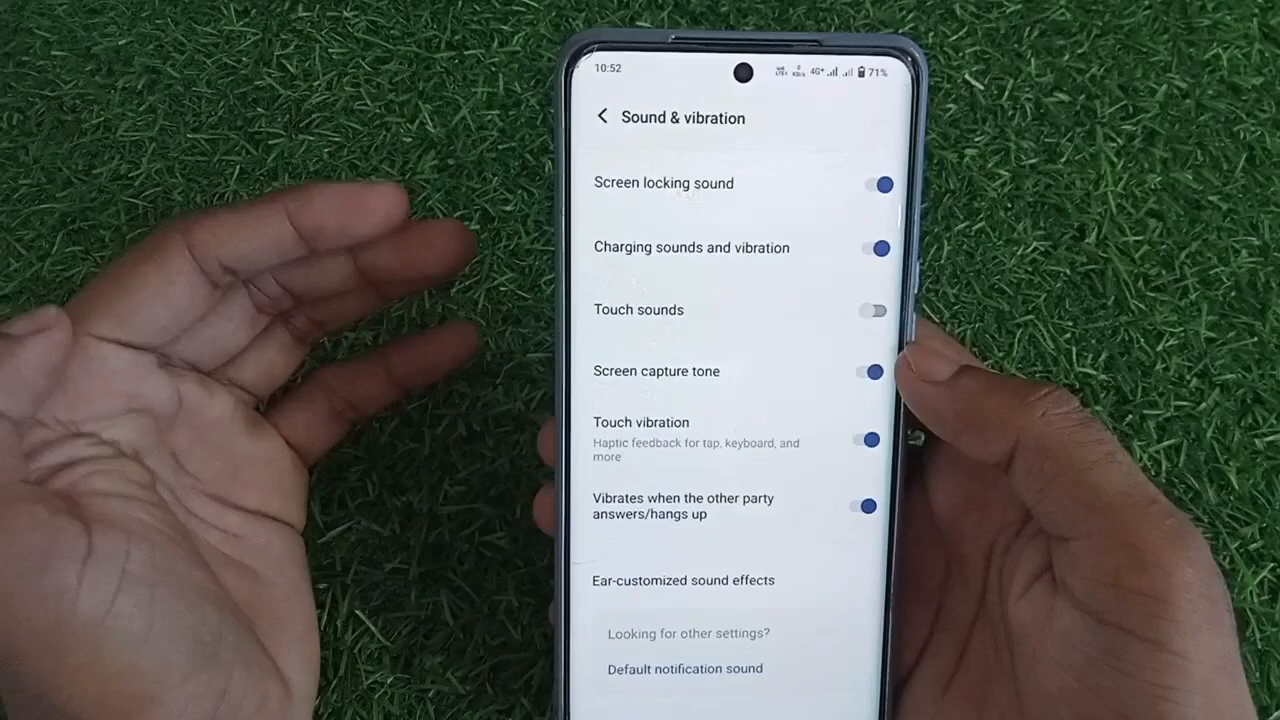 10:52
4G+ 71%
Sound & vibration
Screen locking sound
Charging sounds and vibration
Touch sounds
Screen capture tone
Touch vibration
Haptic feedback for tap, keyboard, and
more
Vibrates when the other party
answers/hangs up
Ear-customized sound effects
Looking for other settings?
Default notification sound